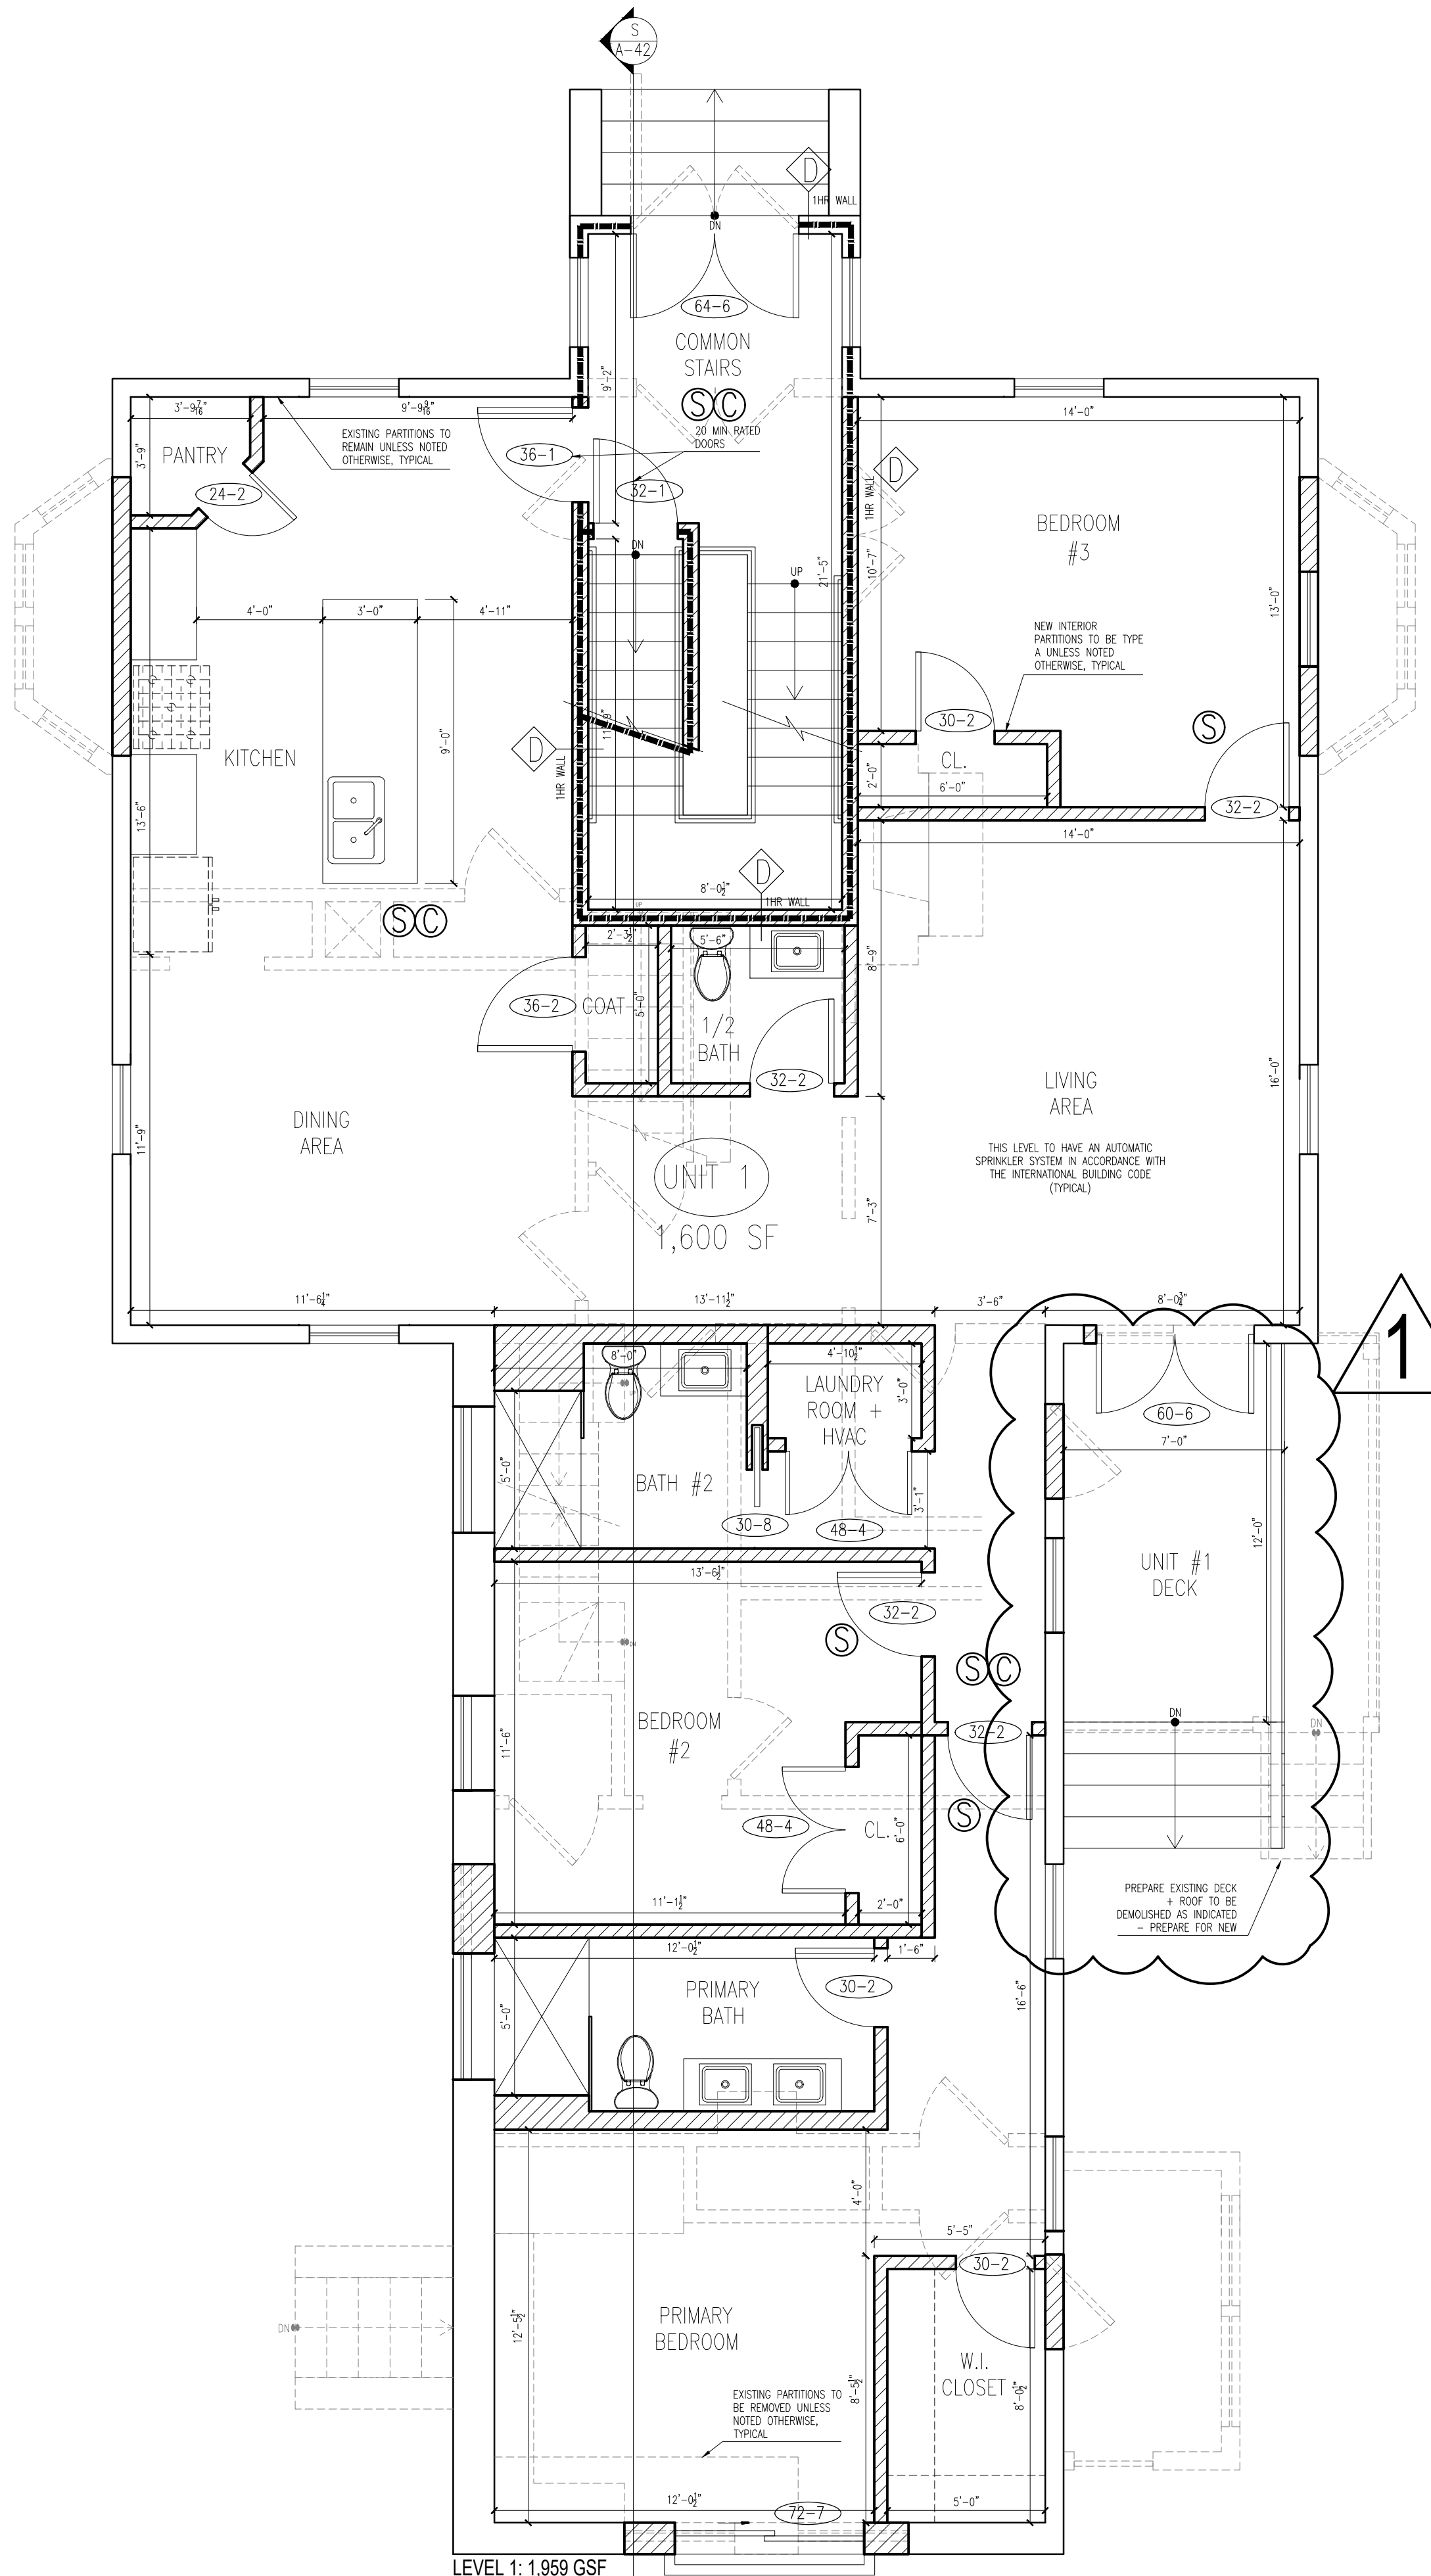 S
A-42
D
1HR WALL
DN
64-6
COMMON
STAIRS
9'-2"
S C
20 MIN RATED
DOORS
3'-9 7/16"
9'-9 9/16"
14'-0"
EXISTING PARTITIONS TO
REMAIN UNLESS NOTED
OTHERWISE, TYPICAL
PANTRY
3'-9"
36-1
24-2
32-1
D
1HR WALL
BEDROOM
#3
DN
UP
21'-5"
10'-7"
13'-0"
4'-0"
3'-0"
4'-11"
NEW INTERIOR
PARTITIONS TO BE TYPE
A UNLESS NOTED
OTHERWISE, TYPICAL
30-2
S
KITCHEN
9'-0"
D
1HR WALL
11'-9"
CL.
2'-0"
6'-0"
32-2
13'-6"
14'-0"
D
1HR WALL
8'-0 1/2"
UP
S C
2'-3 1/2"
5'-6"
8'-9"
36-2
COAT
5'-0"
1/2
BATH
32-2
LIVING
AREA
16'-0"
DINING
AREA
11'-9"
THIS LEVEL TO HAVE AN AUTOMATIC
SPRINKLER SYSTEM IN ACCORDANCE WITH
THE INTERNATIONAL BUILDING CODE
(TYPICAL)
UNIT 1
1,600 SF
7'-3"
11'-6 1/4"
13'-11 1/2"
3'-6"
8'-0 3/4"
1
8'-0"
4'-10 1/2"
UP
LAUNDRY
ROOM +
HVAC
3'-0"
60-6
7'-0"
5'-0"
BATH #2
3'-1"
30-8
48-4
12'-0"
UNIT #1
DECK
13'-6 1/2"
32-2
S
DN
S C
11'-6"
BEDROOM
#2
32-2
DN
DN
48-4
CL.
6'-0"
S
11'-1 1/2"
2'-0"
PREPARE EXISTING DECK
+ ROOF TO BE
DEMOLISHED AS INDICATED
- PREPARE FOR NEW
12'-0 1/2"
1'-6"
5'-0"
PRIMARY
BATH
30-2
16'-6"
4'-0"
5'-5"
30-2
DN
12'-5 1/2"
PRIMARY
BEDROOM
W.I.
CLOSET
8'-5 1/2"
8'-0 1/2"
EXISTING PARTITIONS TO
BE REMOVED UNLESS
NOTED OTHERWISE,
TYPICAL
12'-0 1/2"
72-7
5'-0"
LEVEL 1: 1,959 GSF